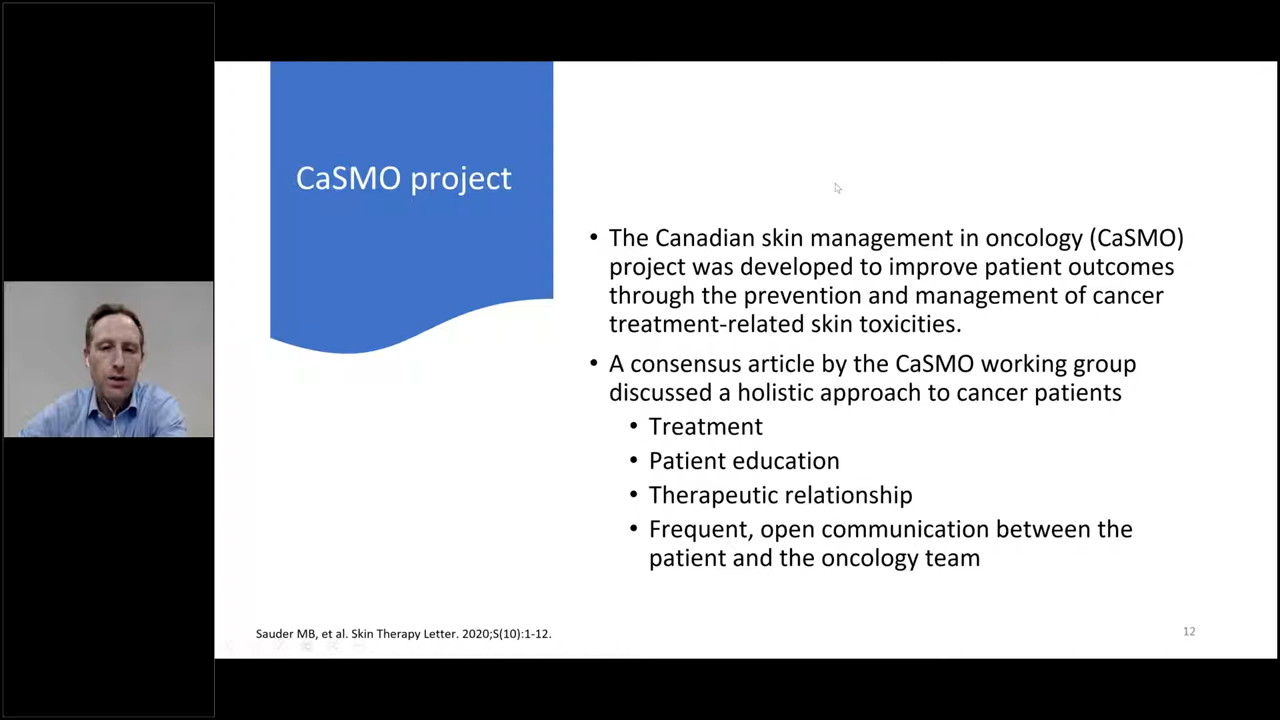 CaSMO project
• The Canadian skin management in oncology (CaSMO)
project was developed to improve patient outcomes
through the prevention and management of cancer
treatment-related skin toxicities.
• A consensus article by the CaSMO working group
discussed a holistic approach to cancer patients
• Treatment
• Patient education
• Therapeutic relationship
• Frequent, open communication between the
patient and the oncology team
Sauder MB, et al. Skin Therapy Letter. 2020;S(10):1-12.
12